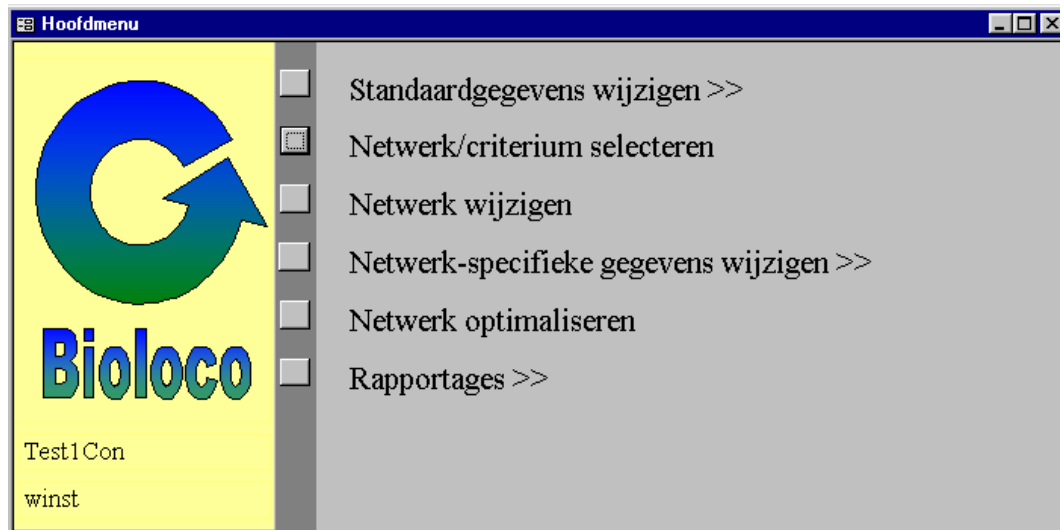 Hoofdmenu
Standaardgegevens wijzigen >>
Netwerk/criterium selecteren
Netwerk wijzigen
Netwerk-specifieke gegevens wijzigen >>
Netwerk optimaliseren
Rapportages >>
Bioloco
Test1Con
winst